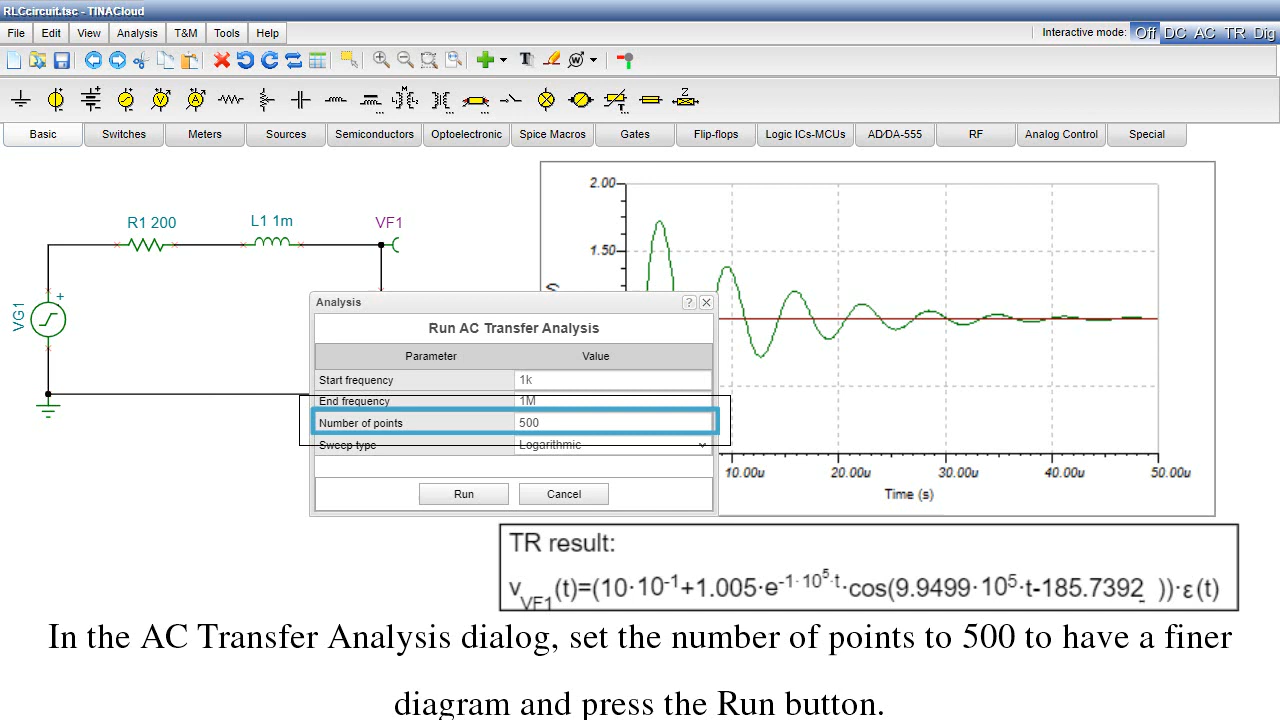 RLCcircuit.tsc - TINACloud
File Edit View Analysis T&M Tools Help Interactive mode: Off DC AC TR Dig
Basic Switches Meters Sources Semiconductors Optoelectronic Spice Macros Gates Flip-flops Logic ICs-MCUs AD/DA-555 RF Analog Control Special
R1 200
L1 1m
VF1
VG1
+
2.00
1.50
Analysis
Run AC Transfer Analysis
Parameter Value
Start frequency 1k
End frequency 1M
Number of points 500
Sweep type Logarithmic
Run Cancel
10.00u 20.00u 30.00u 40.00u 50.00u
Time (s)
TR result:
v_VF1(t)=(10·10^-1+1.005·e^-1·10^5·t·cos(9.9499·10^5·t-185.7392_ ))·ε(t)
In the AC Transfer Analysis dialog, set the number of points to 500 to have a finer
diagram and press the Run button.